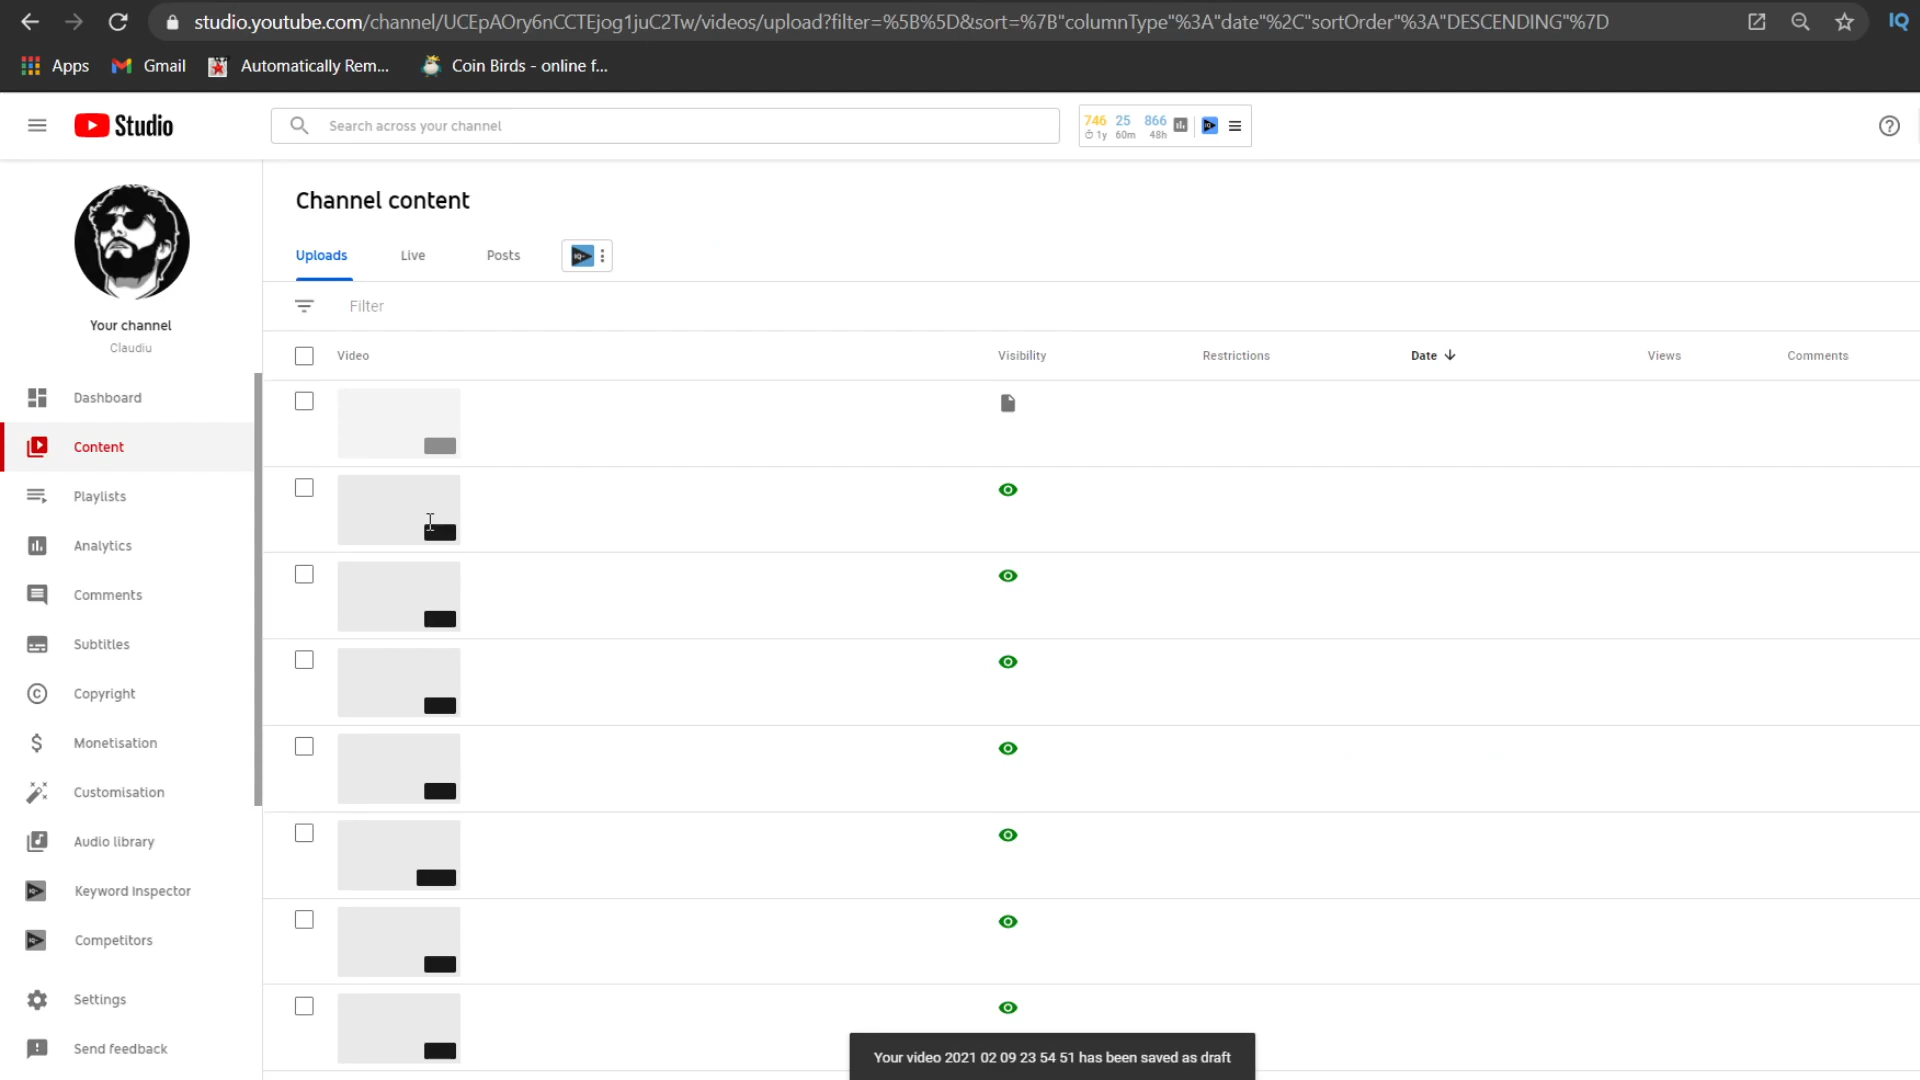 studio.youtube.com/channel/UCEpAOry6nCCTEjog1juC2Tw/videos/upload?filter=%5B%5D&sort=%7B"columnType"%3A"date"%2C"sortOrder"%3A"DESCENDING"%7D
IQ
Apps
Gmail
Automatically Rem...
Coin Birds - online f...
Studio
Search across your channel
746 25 866
1y 60m 48h
Channel content
Uploads
Live
Posts
Filter
Your channel
Claudiu
Video
Visibility
Restrictions
Date
Views
Comments
Dashboard
Content
Playlists
Analytics
Comments
Subtitles
Copyright
Monetisation
Customisation
Audio library
Keyword Inspector
Competitors
Settings
Send feedback
Your video 2021 02 09 23 54 51 has been saved as draft